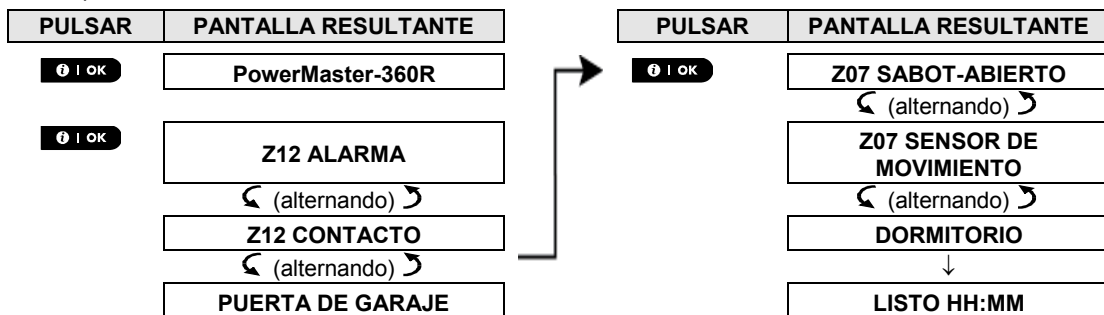 PULSAR PANTALLA RESULTANTE
i | OK PowerMaster-360R
i | OK Z12 ALARMA
(alternando)
Z12 CONTACTO
(alternando)
PUERTA DE GARAJE
PULSAR PANTALLA RESULTANTE
i | OK Z07 SABOT-ABIERTO
(alternando)
Z07 SENSOR DE
MOVIMIENTO
(alternando)
DORMITORIO
↓
LISTO HH:MM